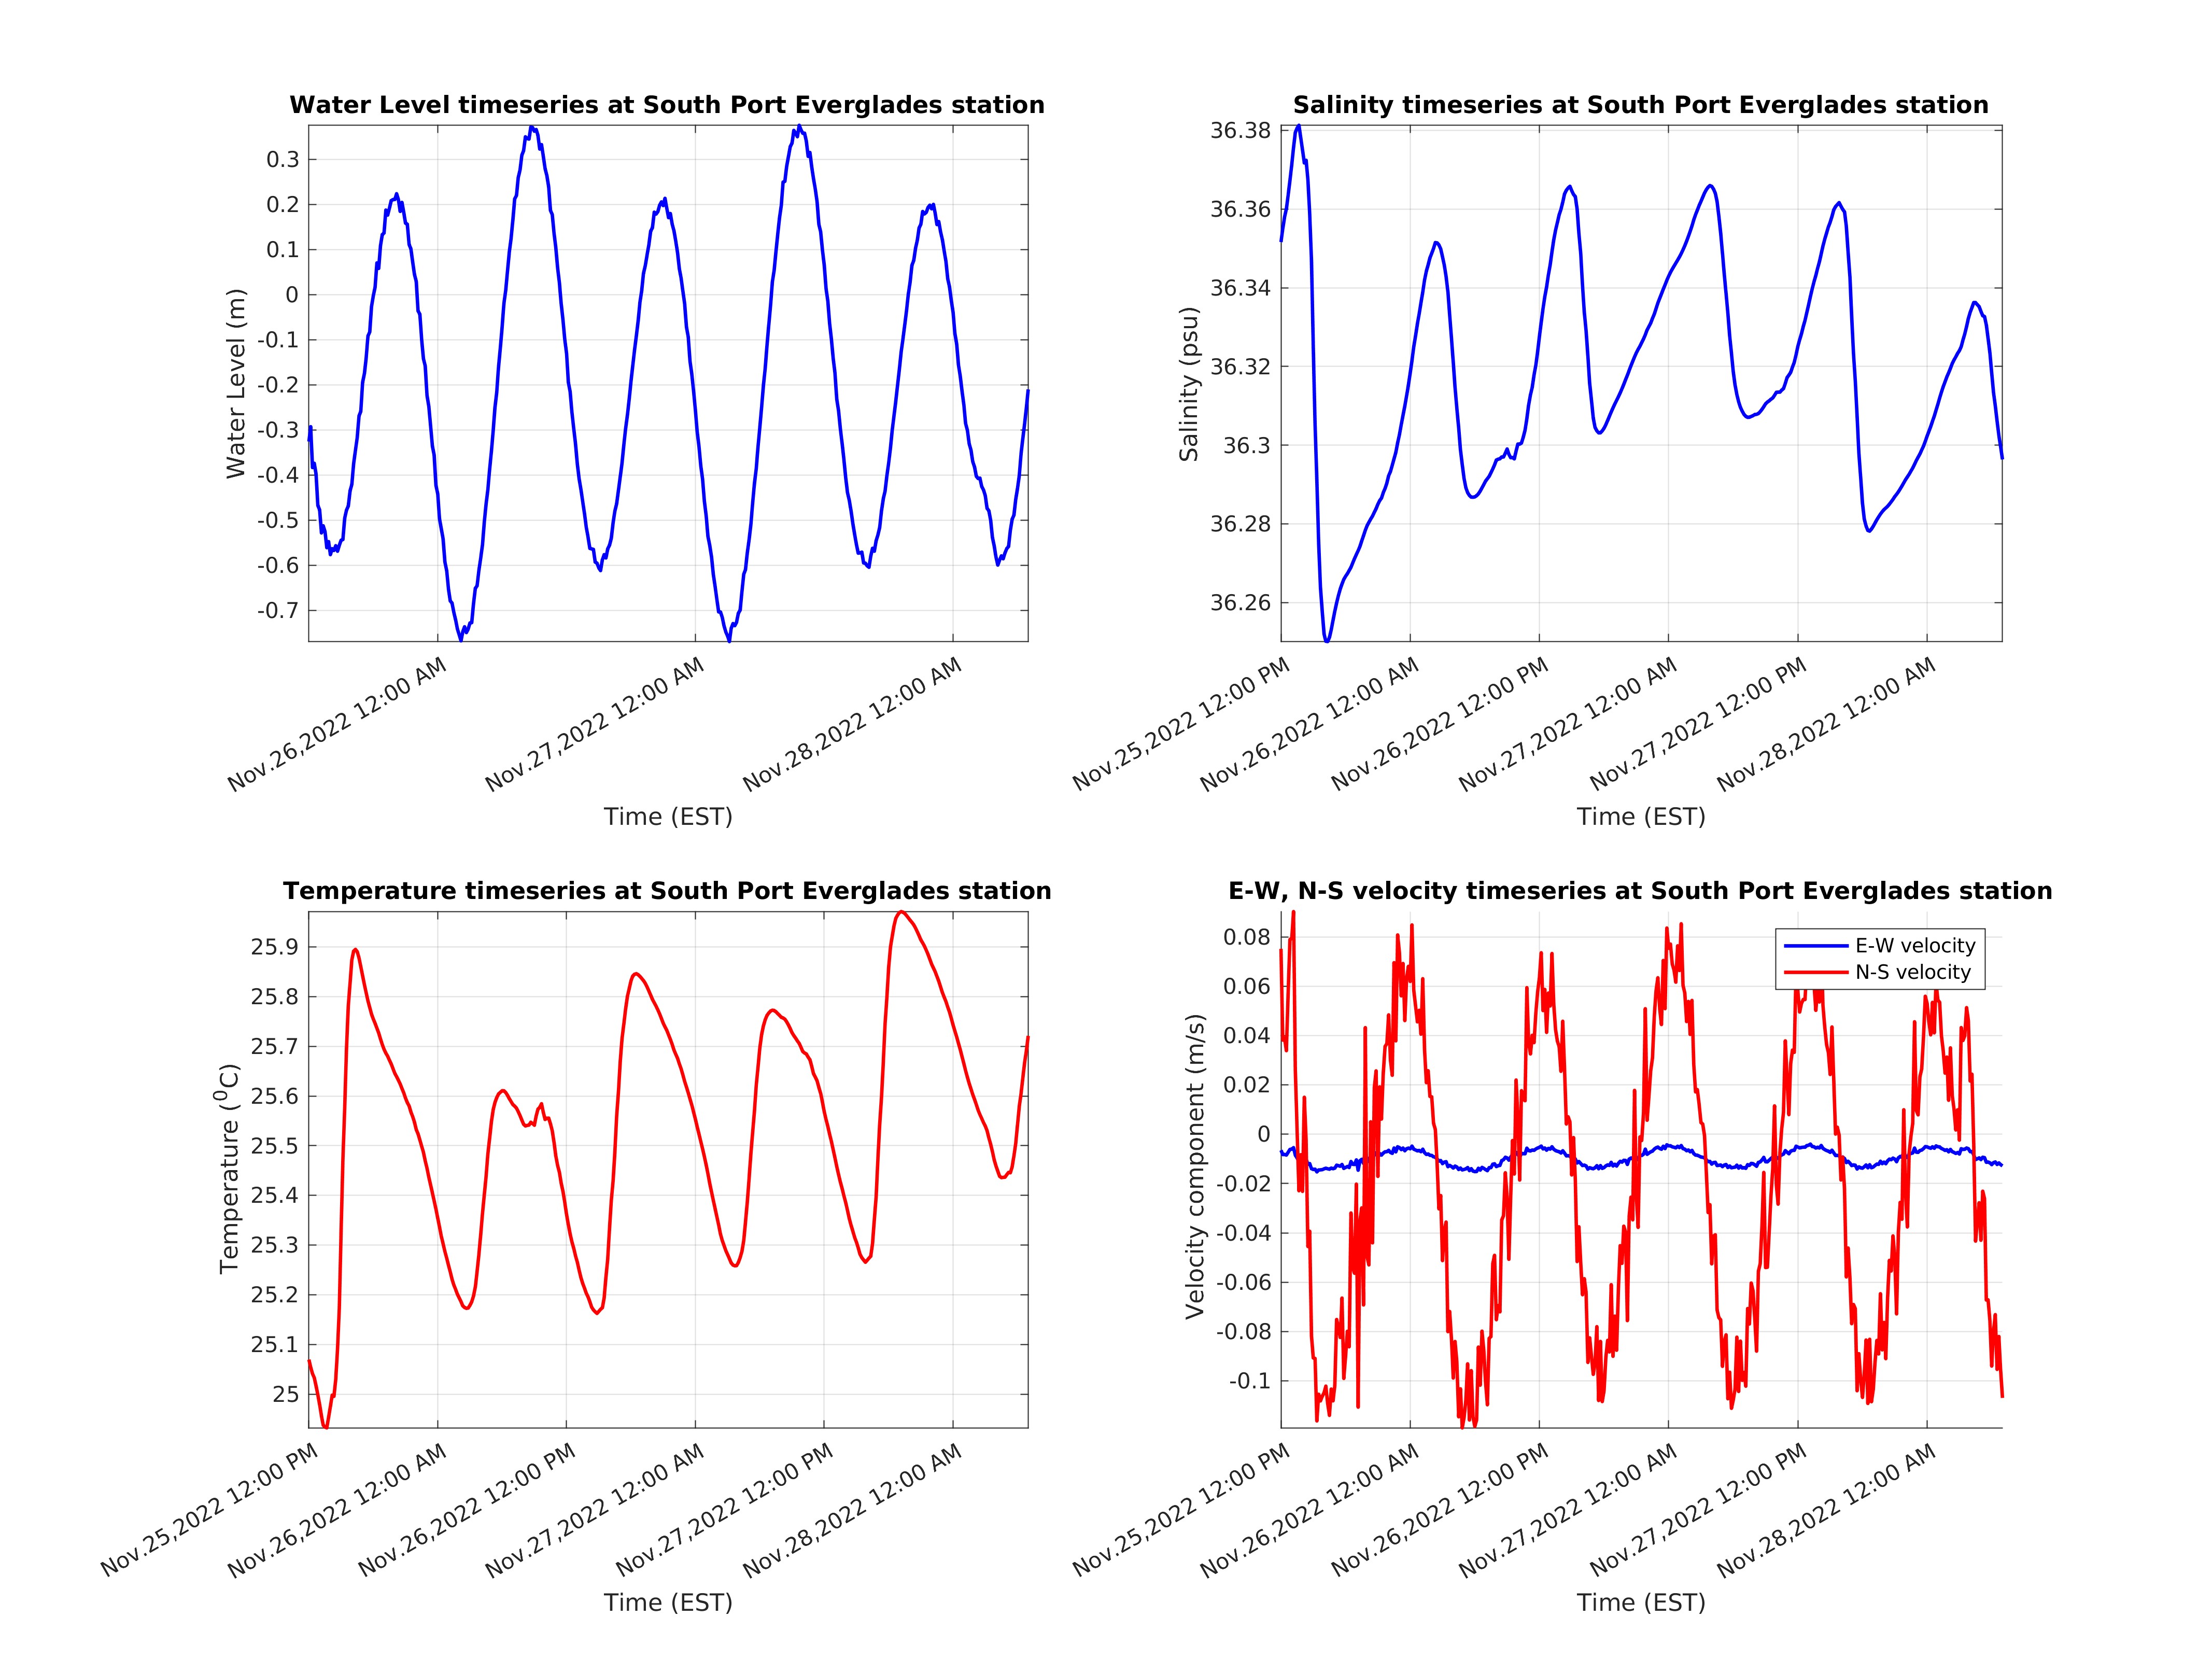 Water Level timeseries at South Port Everglades station
0.3
0.2
0.1
0
-0.1
-0.2
-0.3
-0.4
-0.5
-0.6
-0.7
Water Level (m)
Nov.26,2022 12:00 AM
Nov.27,2022 12:00 AM
Nov.28,2022 12:00 AM
Time (EST)
Salinity timeseries at South Port Everglades station
36.38
36.36
36.34
36.32
36.3
36.28
36.26
Salinity (psu)
Nov.25,2022 12:00 PM
Nov.26,2022 12:00 AM
Nov.26,2022 12:00 PM
Nov.27,2022 12:00 AM
Nov.27,2022 12:00 PM
Nov.28,2022 12:00 AM
Time (EST)
Temperature timeseries at South Port Everglades station
25.9
25.8
25.7
25.6
25.5
25.4
25.3
25.2
25.1
25
Temperature (⁰C)
Nov.25,2022 12:00 PM
Nov.26,2022 12:00 AM
Nov.26,2022 12:00 PM
Nov.27,2022 12:00 AM
Nov.27,2022 12:00 PM
Nov.28,2022 12:00 AM
Time (EST)
E-W, N-S velocity timeseries at South Port Everglades station
E-W velocity
N-S velocity
0.08
0.06
0.04
0.02
0
-0.02
-0.04
-0.06
-0.08
-0.1
Velocity component (m/s)
Nov.25,2022 12:00 PM
Nov.26,2022 12:00 AM
Nov.26,2022 12:00 PM
Nov.27,2022 12:00 AM
Nov.27,2022 12:00 PM
Nov.28,2022 12:00 AM
Time (EST)